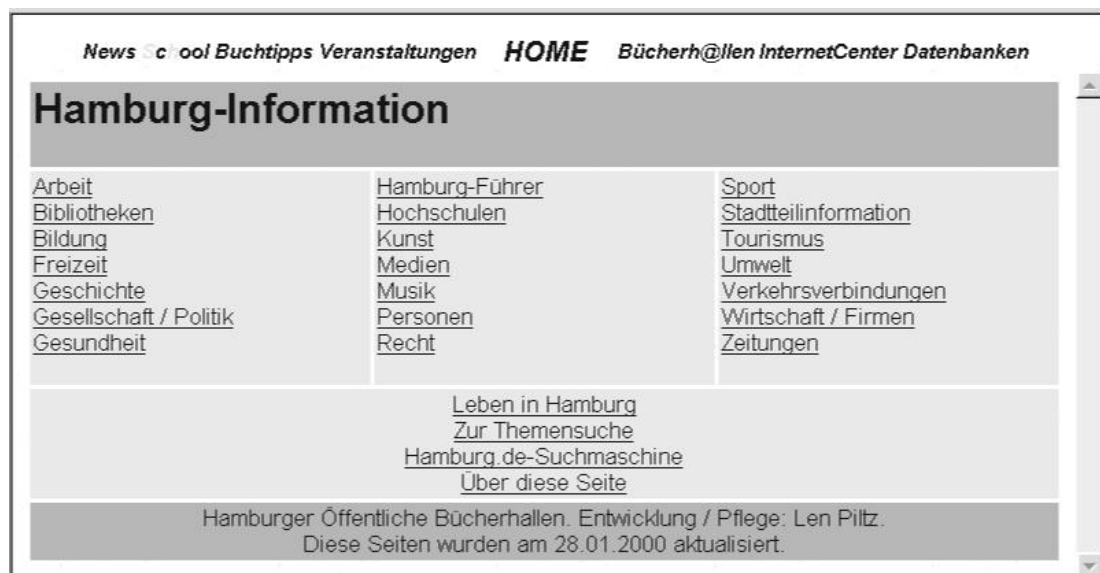 News School Buchtipps Veranstaltungen HOME Bücherh@llen InternetCenter Datenbanken
Hamburg-Information
Arbeit
Bibliotheken
Bildung
Freizeit
Geschichte
Gesellschaft / Politik
Gesundheit
Hamburg-Führer
Hochschulen
Kunst
Medien
Musik
Personen
Recht
Sport
Stadtteilinformation
Tourismus
Umwelt
Verkehrsverbindungen
Wirtschaft / Firmen
Zeitungen
Leben in Hamburg
Zur Themensuche
Hamburg.de-Suchmaschine
Über diese Seite
Hamburger Öffentliche Bücherhallen. Entwicklung / Pflege: Len Piltz.
Diese Seiten wurden am 28.01.2000 aktualisiert.